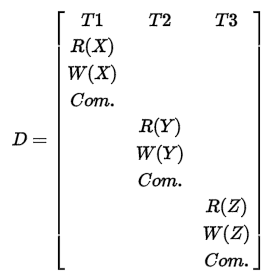 T1 T2 T3
R(X)
W(X)
Com.
R(Y)
D = W(Y)
Com.
R(Z)
W(Z)
Com.